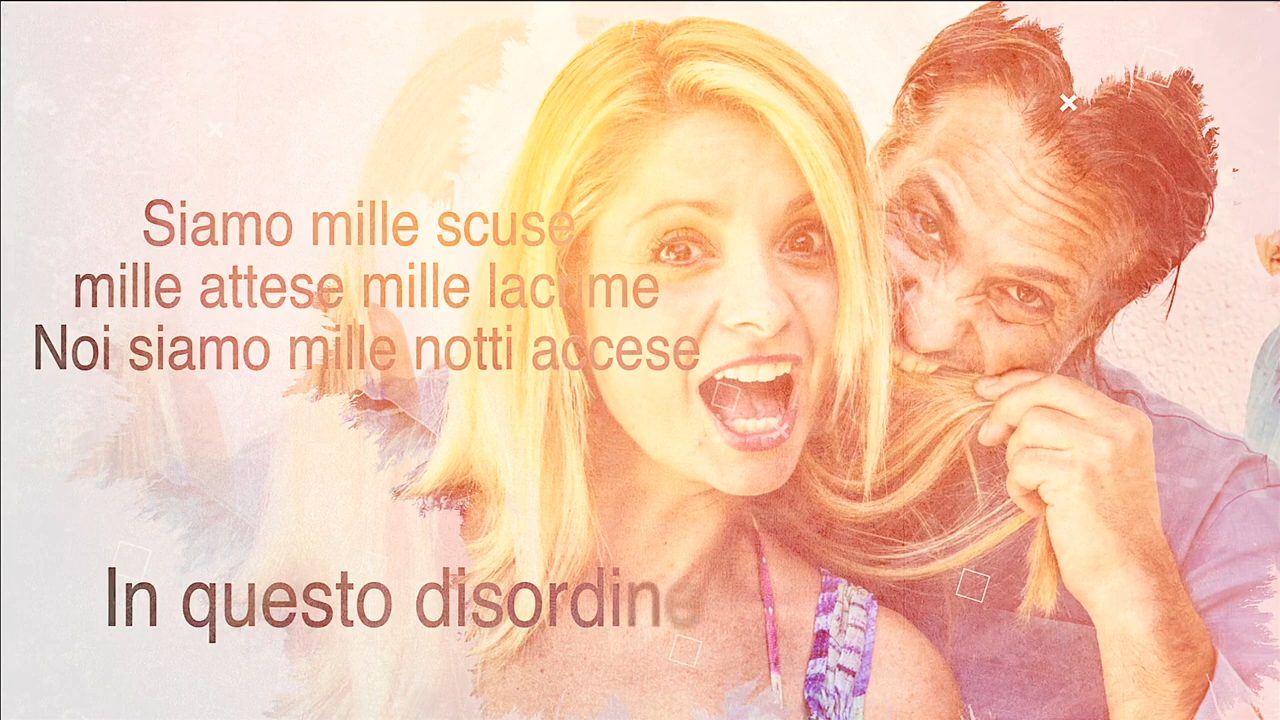 Siamo mille scuse
mille attese mille lacrime
Noi siamo mille notti accese
In questo disordine